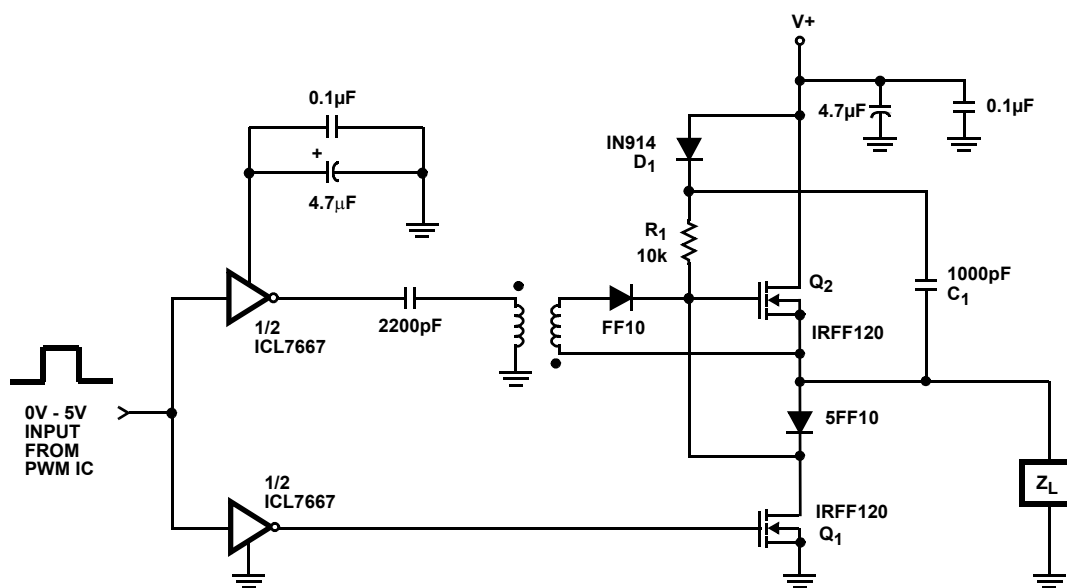 V+
0.1µF
+
4.7µF
4.7µF
0.1µF
IN914
D1
R1
10k
1000pF
C1
Q2
IRFF120
2200pF
FF10
1/2
ICL7667
0V - 5V
INPUT
FROM
PWM IC
5FF10
1/2
ICL7667
ZL
IRFF120
Q1